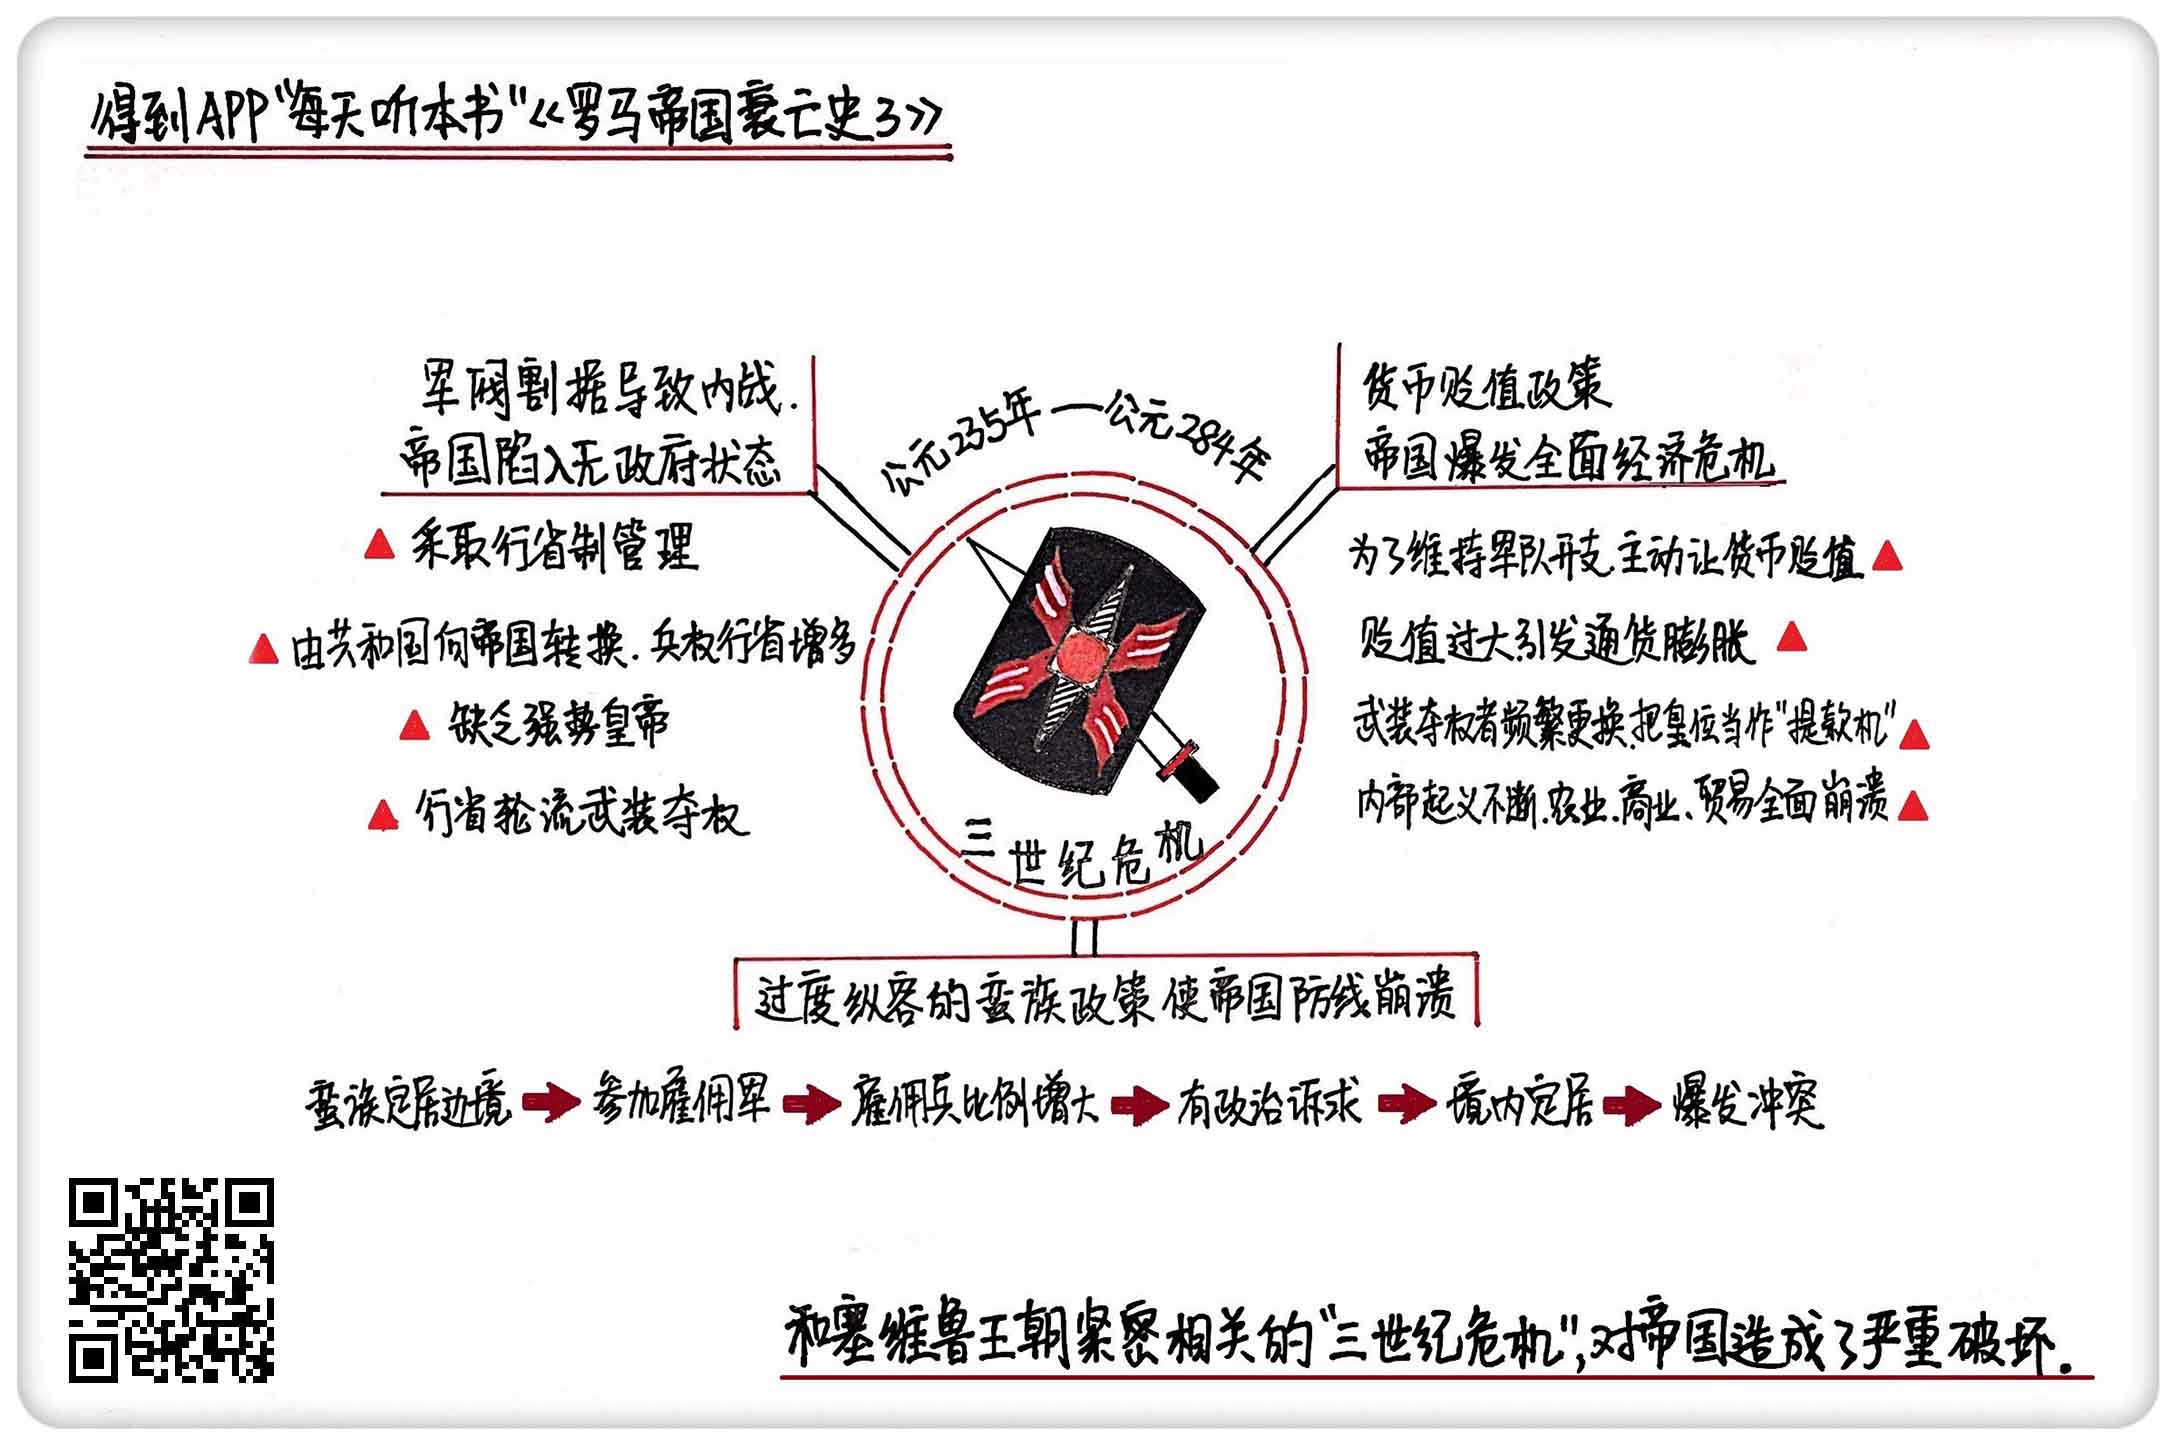 得到APP"每天听本书"《罗马帝国衰亡史3》
军阀割据导致内战.
帝国陷入无政府状态
采取行省制管理
由共和国向帝国转换.兵权行省增多
缺乏强势皇帝
行省轮流武装夺权
公元235年—公元284年
三世纪危机
货币贬值政策
帝国爆发全面经济危机
为了维持军队开支主动让货币贬值
贬值过大引发通货膨胀
武装夺权者频繁更换.把皇位当作"提款机"
内部起义不断.农业、商业、贸易全面崩溃
过度纵容的蛮族政策使帝国防线崩溃
蛮族定居边境 → 参加雇佣军 → 雇佣兵比例增大 → 有政治诉求 → 境内定居 → 爆发冲突
和塞维鲁王朝紧密相关的"三世纪危机",对帝国造成了严重破坏.